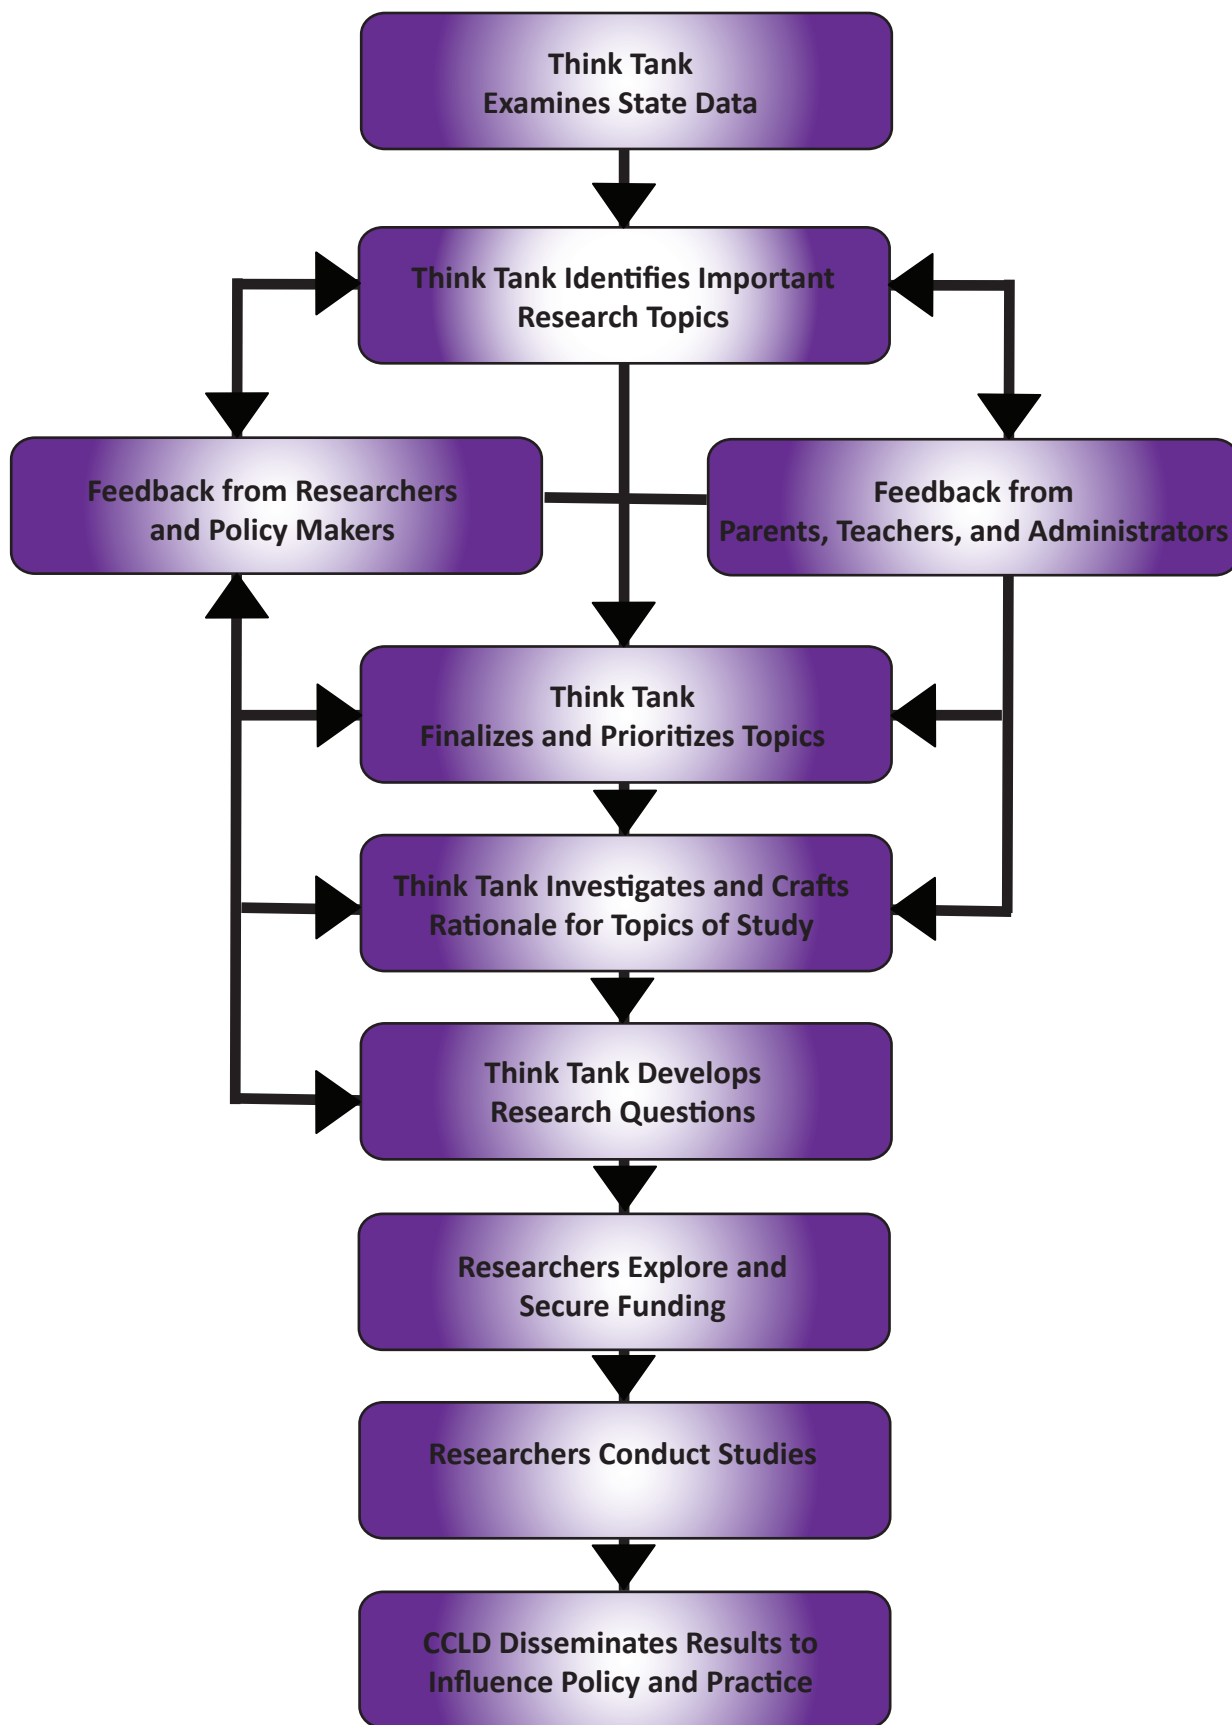 Think Tank
Examines State Data
Think Tank Identifies Important
Research Topics
Feedback from Researchers
and Policy Makers
Feedback from
Parents, Teachers, and Administrators
Think Tank
Finalizes and Prioritizes Topics
Think Tank Investigates and Crafts
Rationale for Topics of Study
Think Tank Develops
Research Questions
Researchers Explore and
Secure Funding
Researchers Conduct Studies
CCLD Disseminates Results to
Influence Policy and Practice